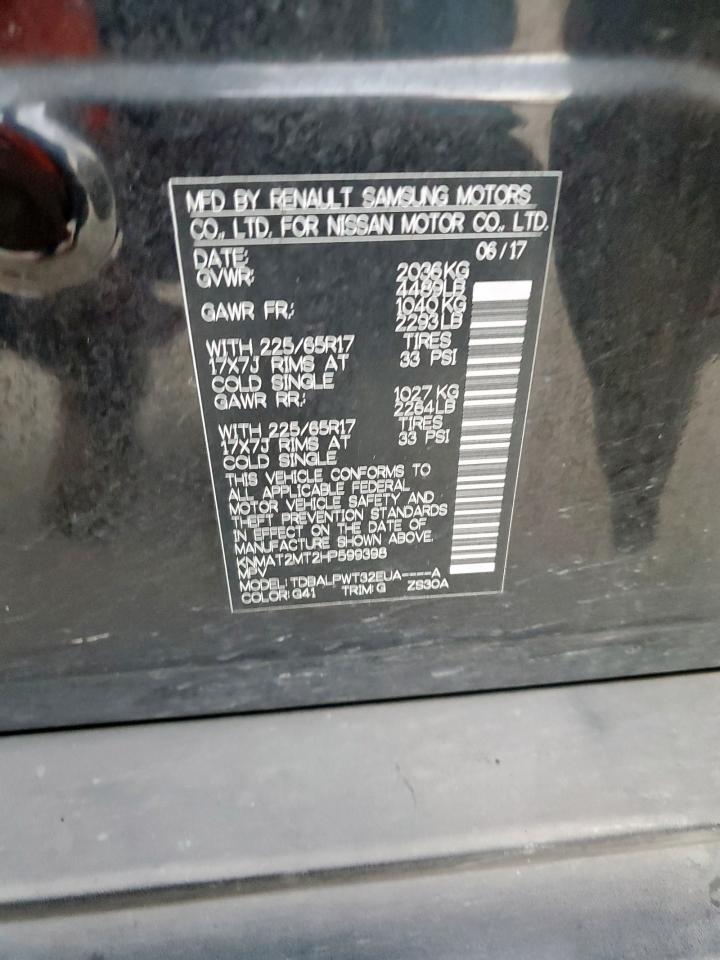 MFD BY RENAULT SAMSUNG MOTORS
CO., LTD. FOR NISSAN MOTOR CO., LTD.
DATE: 06/17
GVWR: 2036KG
4489LB
GAWR FR: 1040KG
2293LB
WITH 225/65R17 TIRES
17X7J RIMS AT 33 PSI
COLD SINGLE
GAWR RR: 1027KG
2264LB
WITH 225/65R17 TIRES
17X7J RIMS AT 33 PSI
COLD SINGLE
THIS VEHICLE CONFORMS TO
ALL APPLICABLE FEDERAL
MOTOR VEHICLE SAFETY AND
THEFT PREVENTION STANDARDS
IN EFFECT ON THE DATE OF
MANUFACTURE SHOWN ABOVE.
KNMAT2MT2HP599398
MPV
MODEL: TDBALPWT32EUA----A
COLOR: G41 TRIM: G ZS30A